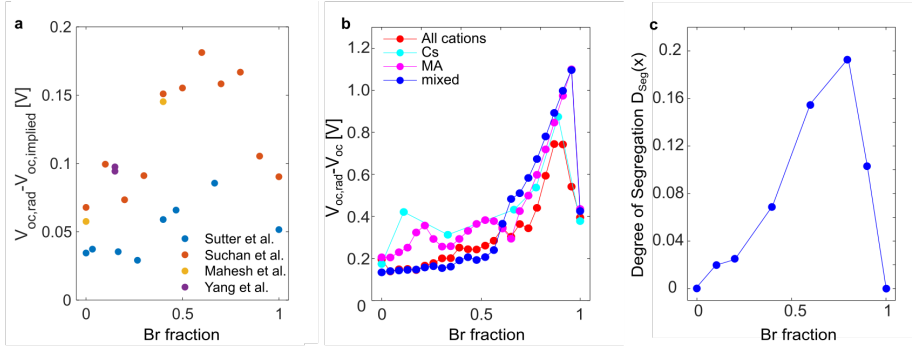 a
V_oc,rad-V_oc,implied [V]
0.2
0.15
0.1
0.05
0
0
0.5
1
Br fraction
Sutter et al.
Suchan et al.
Mahesh et al.
Yang et al.
b
V_oc,rad-V_oc [V]
1.2
1.0
0.8
0.6
0.4
0.2
0
0
0.5
1
Br fraction
All cations
Cs
MA
mixed
c
Degree of Segregation D_Seg(x)
0.2
0.16
0.12
0.08
0.04
0
0
0.5
1
Br fraction